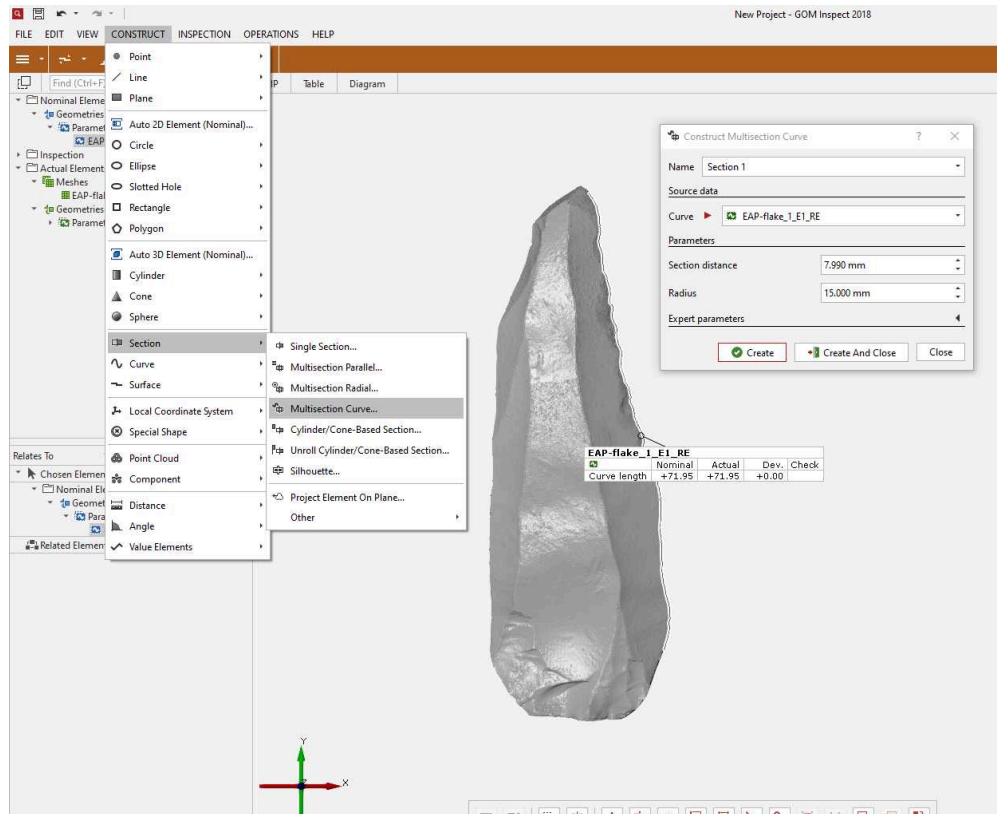 New Project - GOM Inspect 2018
FILE EDIT VIEW CONSTRUCT INSPECTION OPERATIONS HELP
Find (Ctrl+F
Table Diagram
Nominal Eleme
Geometries
Paramet
EAP
Inspection
Actual Element
Meshes
EAP-fla
Geometries
Paramet
Point
Line
Plane
Auto 2D Element (Nominal)...
Circle
Ellipse
Slotted Hole
Rectangle
Polygon
Auto 3D Element (Nominal)...
Cylinder
Cone
Sphere
Section
Curve
Surface
Local Coordinate System
Special Shape
Point Cloud
Component
Distance
Angle
Value Elements
Single Section...
Multisection Parallel...
Multisection Radial...
Multisection Curve...
Cylinder/Cone-Based Section...
Unroll Cylinder/Cone-Based Section...
Silhouette...
Project Element On Plane...
Other
Construct Multisection Curve ? ×
Name Section 1
Source data
Curve EAP-flake_1_E1_RE
Parameters
Section distance 7.990 mm
Radius 15.000 mm
Expert parameters
Create Create And Close Close
EAP-flake_1_E1_RE
Nominal Actual Dev. Check
Curve length +71.95 +71.95 +0.00
Relates To
Chosen Elemen
Nominal Ele
Geomet
Para
Related Elemen
Y
X